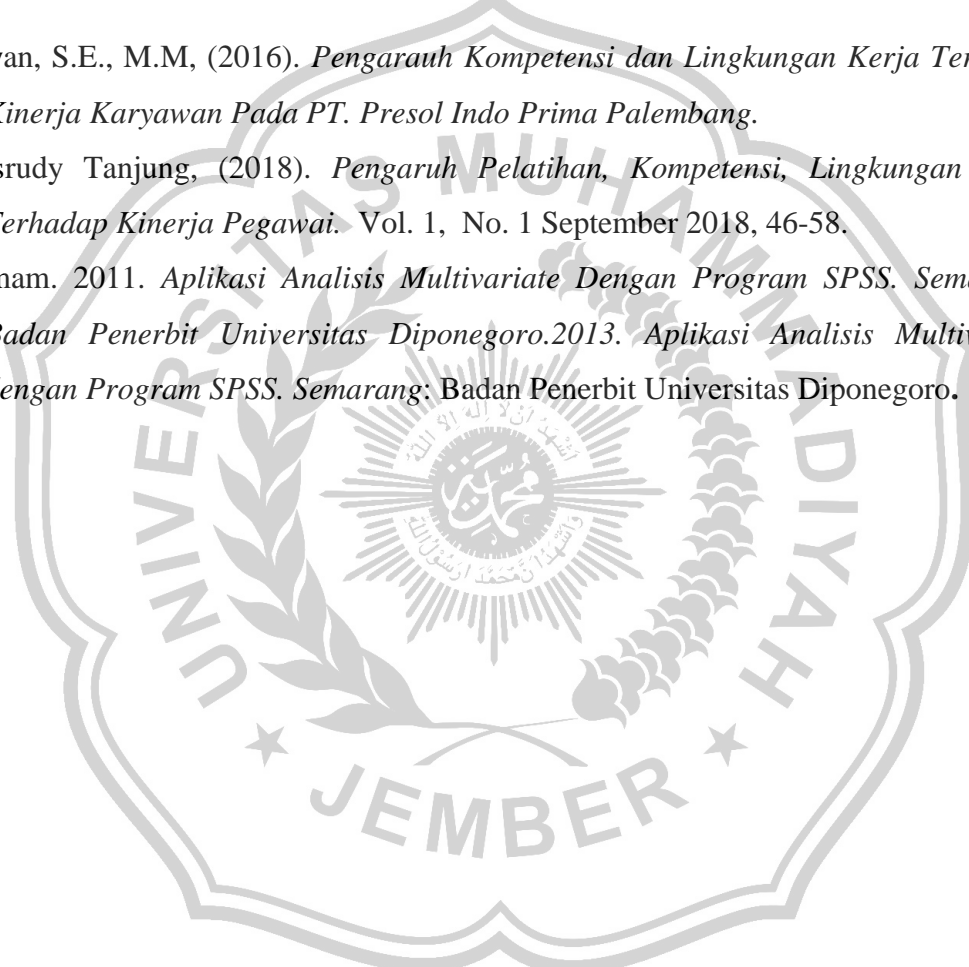 van, S.E., M.M, (2016). Pengarauh Kompetensi dan Lingkungan Kerja Ter
Kinerja Karyawan Pada PT. Presol Indo Prima Palembang.
srudy Tanjung, (2018). Pengaruh Pelatihan, Kompetensi, Lingkungan
Terhadap Kinerja Pegawai. Vol. 1, No. 1 September 2018, 46-58.
mam. 2011. Aplikasi Analisis Multivariate Dengan Program SPSS. Sema
Badan Penerbit Universitas Diponegoro.2013. Aplikasi Analisis Multiv
dengan Program SPSS. Semarang: Badan Penerbit Universitas Diponegoro.
UNIVERSITAS MUHAMMADIYAH
JEMBER